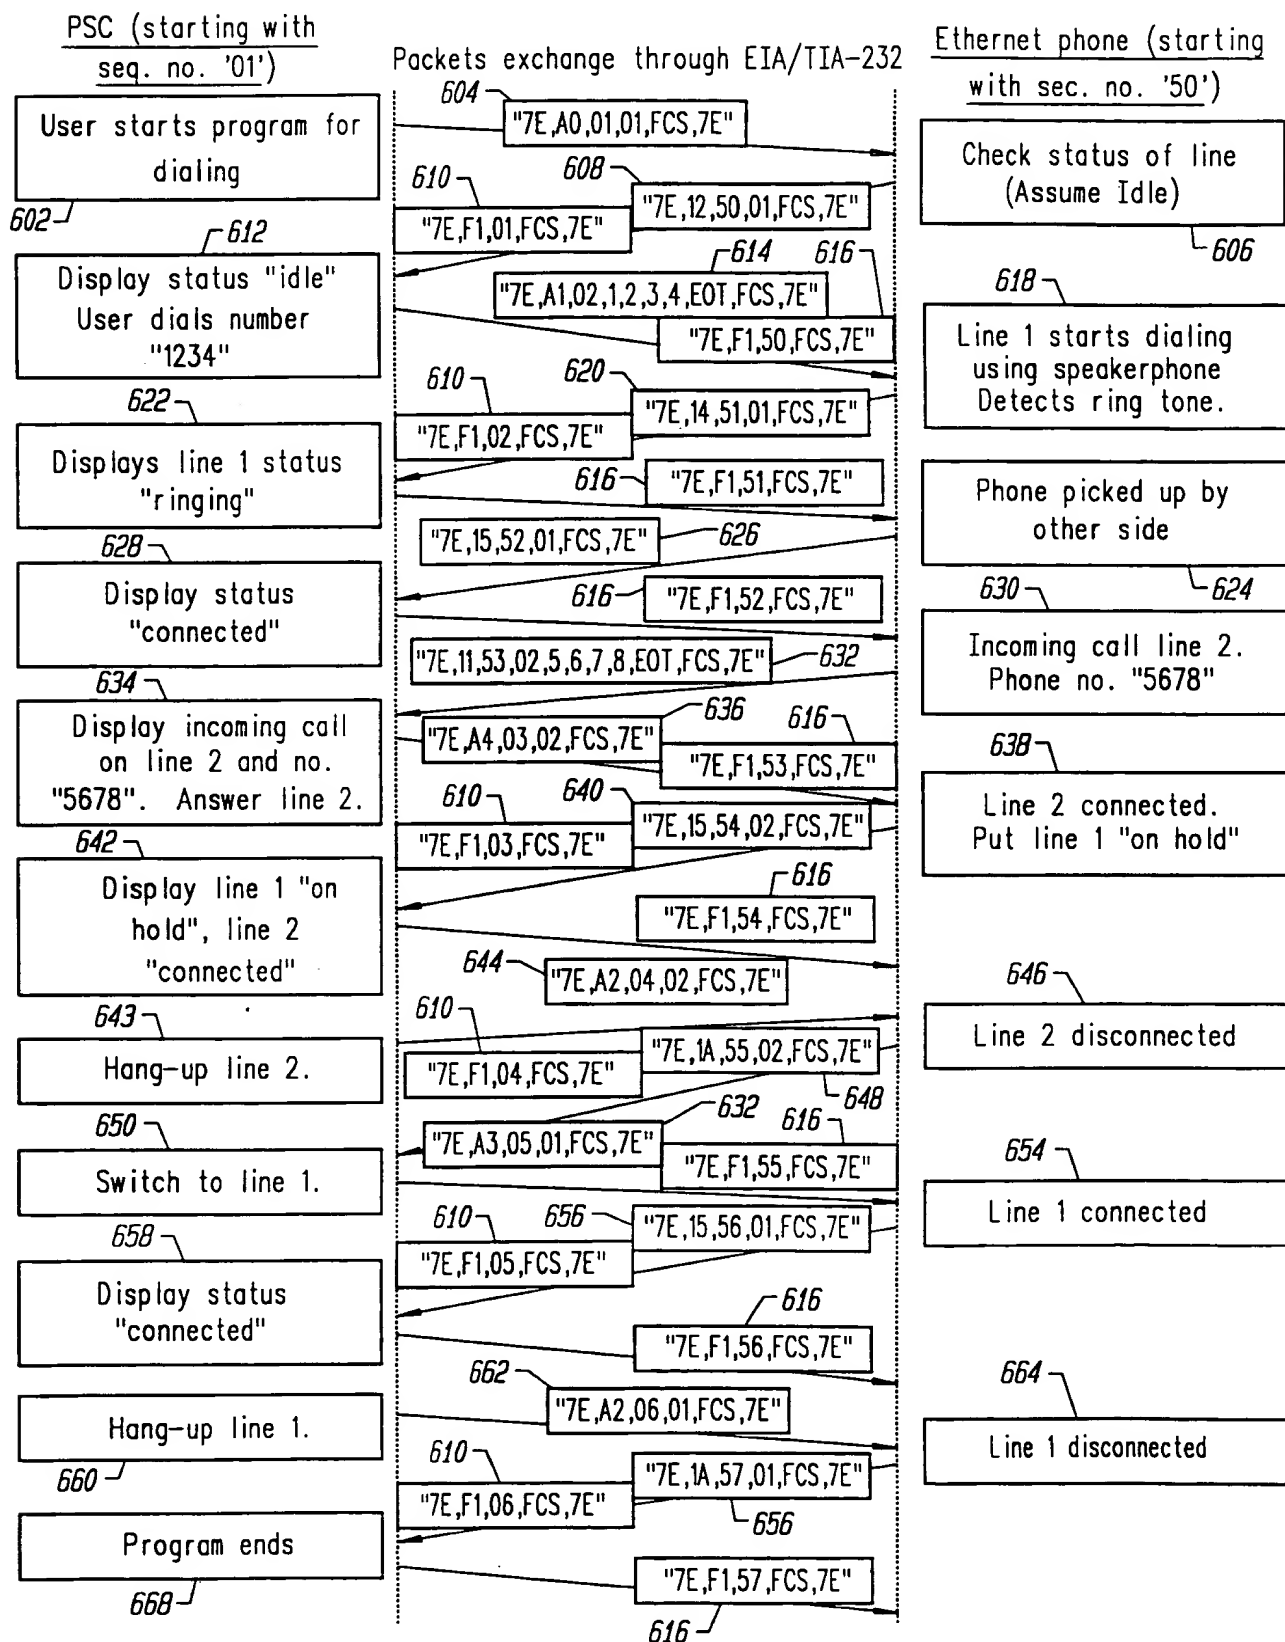 PSC (starting with
seq. no. '01')
Packets exchange through EIA/TIA-232
Ethernet phone (starting
with sec. no. '50')
User starts program for
dialing
602
604
"7E,A0,01,01,FCS,7E"
Check status of line
(Assume Idle)
606
608
"7E,12,50,01,FCS,7E"
610
"7E,F1,01,FCS,7E"
612
Display status "idle"
User dials number
"1234"
614
"7E,A1,02,1,2,3,4,EOT,FCS,7E"
616
"7E,F1,50,FCS,7E"
618
Line 1 starts dialing
using speakerphone
Detects ring tone.
620
"7E,14,51,01,FCS,7E"
610
"7E,F1,02,FCS,7E"
622
Displays line 1 status
"ringing"
616
"7E,F1,51,FCS,7E"
Phone picked up by
other side
624
"7E,15,52,01,FCS,7E"
626
628
Display status
"connected"
616
"7E,F1,52,FCS,7E"
630
Incoming call line 2.
Phone no. "5678"
"7E,11,53,02,5,6,7,8,EOT,FCS,7E"
632
634
Display incoming call
on line 2 and no.
"5678". Answer line 2.
636
"7E,A4,03,02,FCS,7E"
616
"7E,F1,53,FCS,7E"
638
Line 2 connected.
Put line 1 "on hold"
640
"7E,15,54,02,FCS,7E"
610
"7E,F1,03,FCS,7E"
642
Display line 1 "on
hold", line 2
"connected"
616
"7E,F1,54,FCS,7E"
644
"7E,A2,04,02,FCS,7E"
643
Hang-up line 2.
646
Line 2 disconnected
610
"7E,1A,55,02,FCS,7E"
648
"7E,F1,04,FCS,7E"
632
"7E,A3,05,01,FCS,7E"
616
"7E,F1,55,FCS,7E"
650
Switch to line 1.
654
Line 1 connected
656
"7E,15,56,01,FCS,7E"
610
"7E,F1,05,FCS,7E"
658
Display status
"connected"
616
"7E,F1,56,FCS,7E"
662
"7E,A2,06,01,FCS,7E"
Hang-up line 1.
660
664
Line 1 disconnected
610
"7E,1A,57,01,FCS,7E"
656
"7E,F1,06,FCS,7E"
Program ends
668
"7E,F1,57,FCS,7E"
616